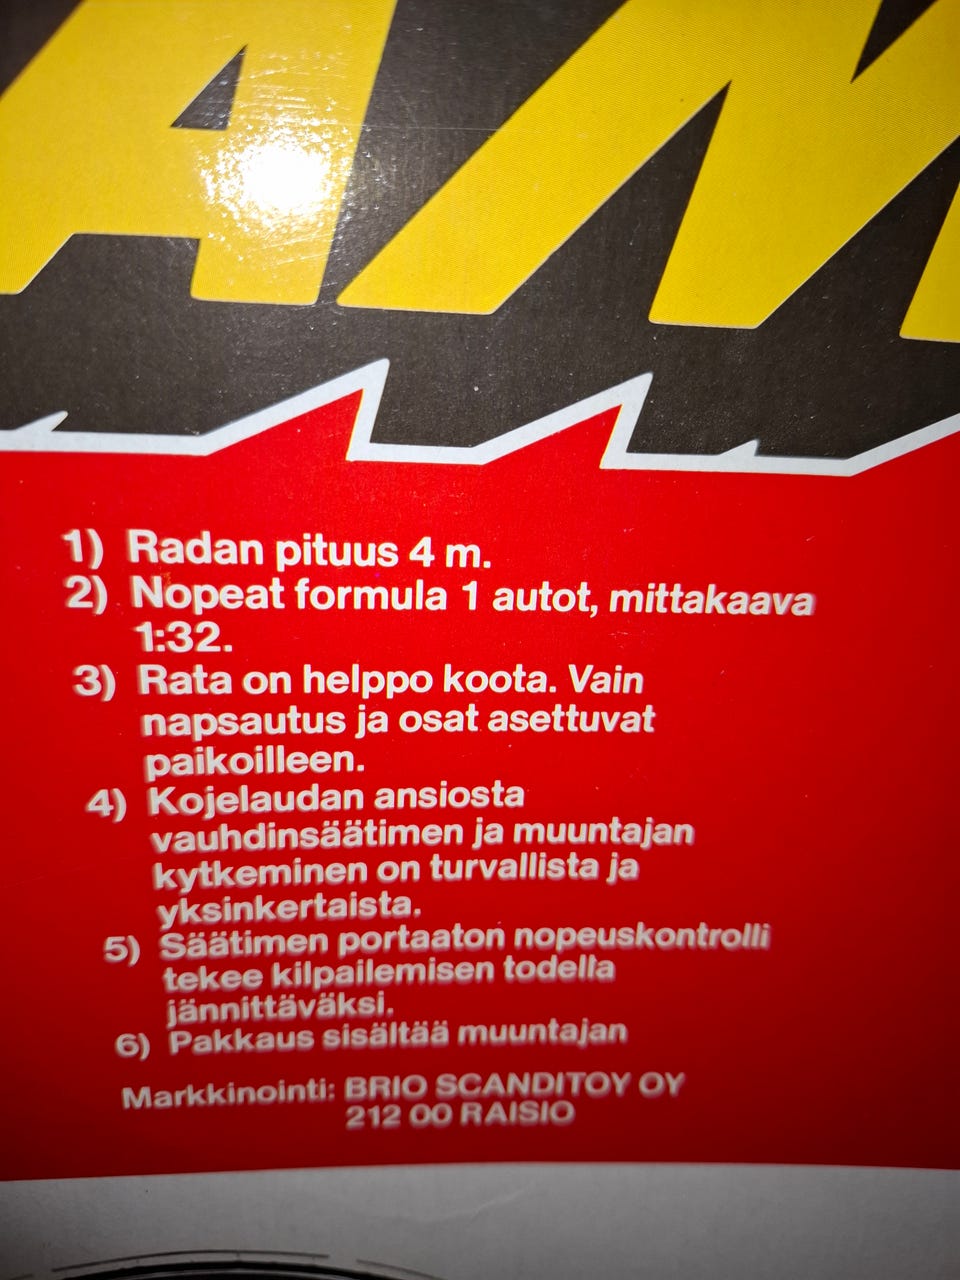 AM
1) Radan pituus 4 m.
2) Nopeat formula 1 autot, mittakaava
1:32.
3) Rata on helppo koota. Vain
napsautus ja osat asettuvat
paikoilleen.
4) Kojelaudan ansiosta
vauhdinsäätimen ja muuntajan
kytkeminen on turvallista ja
yksinkertaista.
5) Säätimen portaaton nopeuskontrolli
tekee kilpailemisen todella
jännittäväksi.
6) Pakkaus sisältää muuntajan
Markkinointi: BRIO SCANDITOY OY
212 00 RAISIO